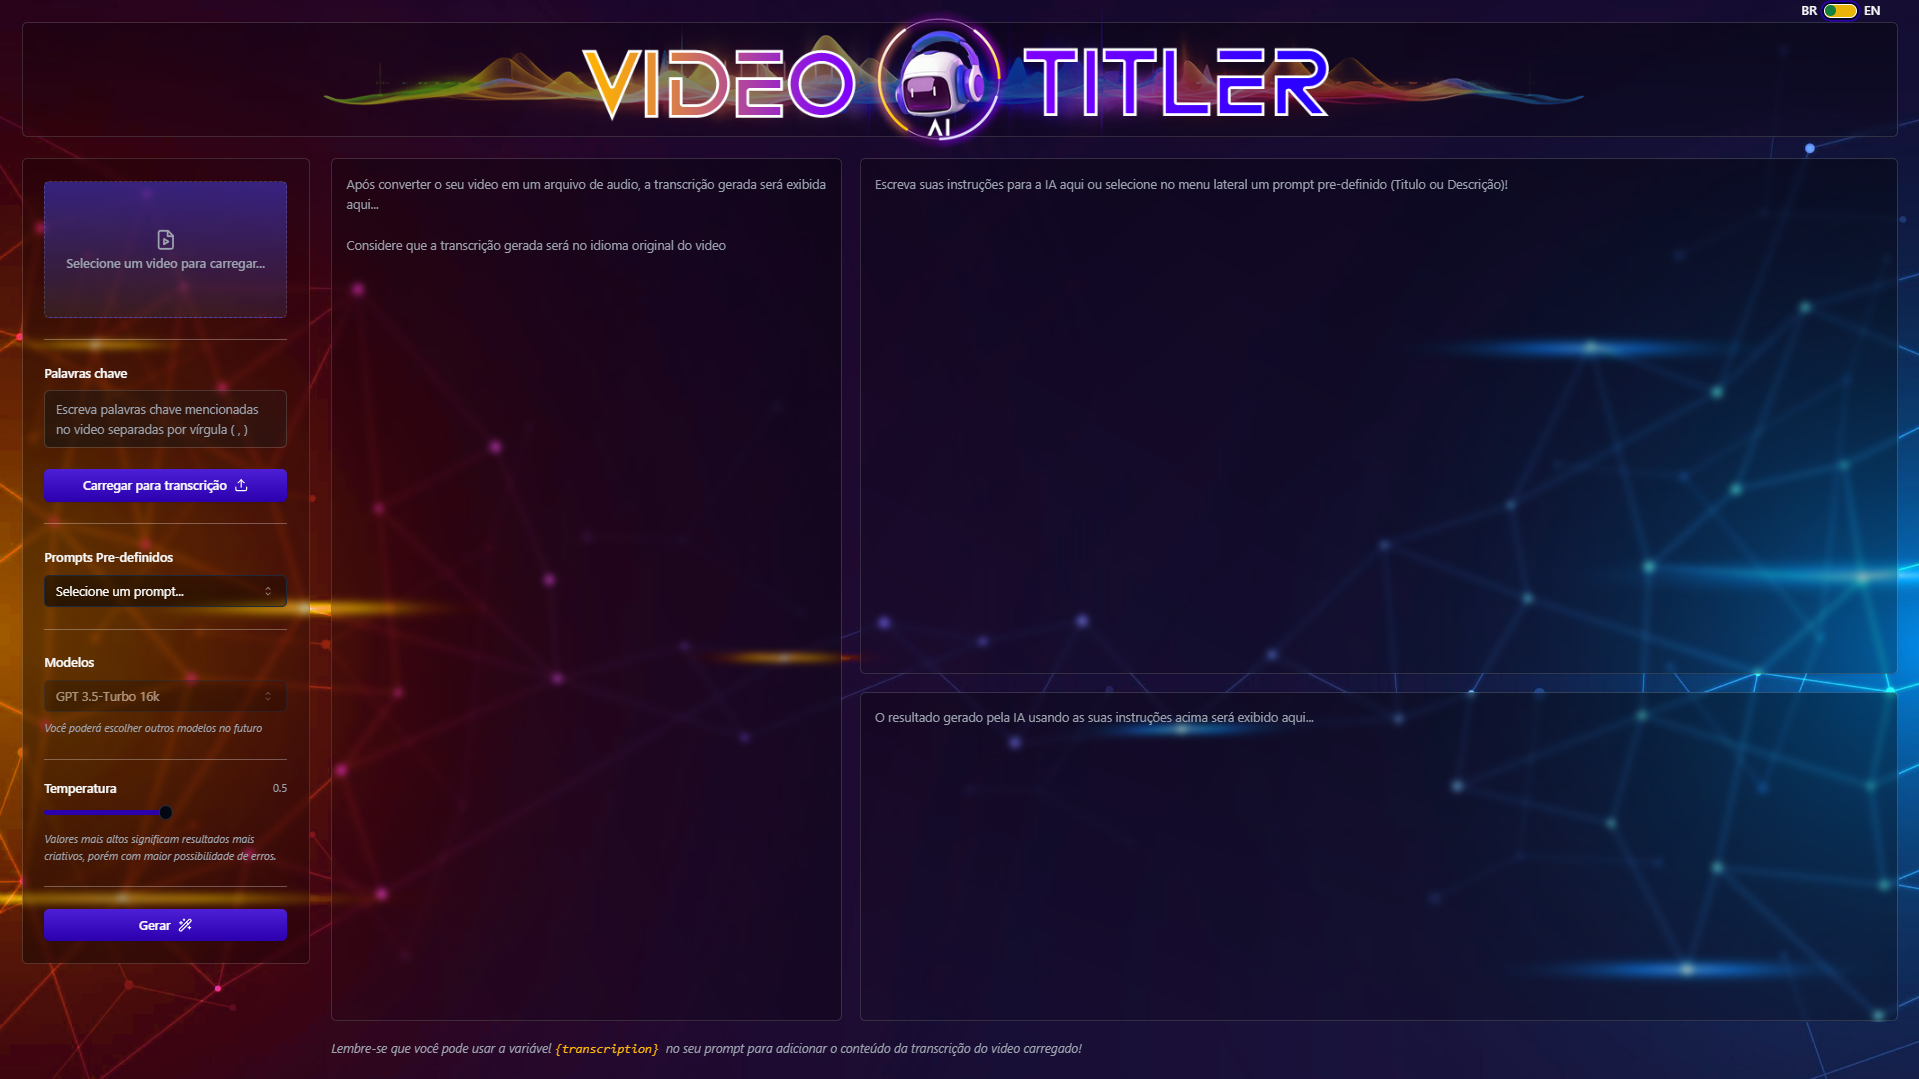 BR EN
VIDEO AI TITLER
Selecione um video para carregar...
Palavras chave
Escreva palavras chave mencionadas
no video separadas por vírgula ( , )
Carregar para transcrição
Prompts Pre-definidos
Selecione um prompt...
Modelos
GPT 3.5-Turbo 16k
Você poderá escolher outros modelos no futuro
Temperatura 0.5
Valores mais altos significam resultados mais
criativos, porém com maior possibilidade de erros.
Gerar
Após converter o seu video em um arquivo de audio, a transcrição gerada será exibida
aqui...
Considere que a transcrição gerada será no idioma original do video
Escreva suas instruções para a IA aqui ou selecione no menu lateral um prompt pre-definido (Titulo ou Descrição)!
O resultado gerado pela IA usando as suas instruções acima será exibido aqui...
Lembre-se que você pode usar a variável {transcription} no seu prompt para adicionar o conteúdo da transcrição do video carregado!